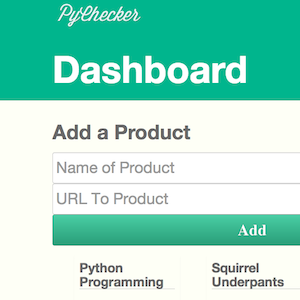 PyChecker
Dashboard
Add a Product
Name of Product
URL To Product
Add
Python Squirrel
Programming Underpants